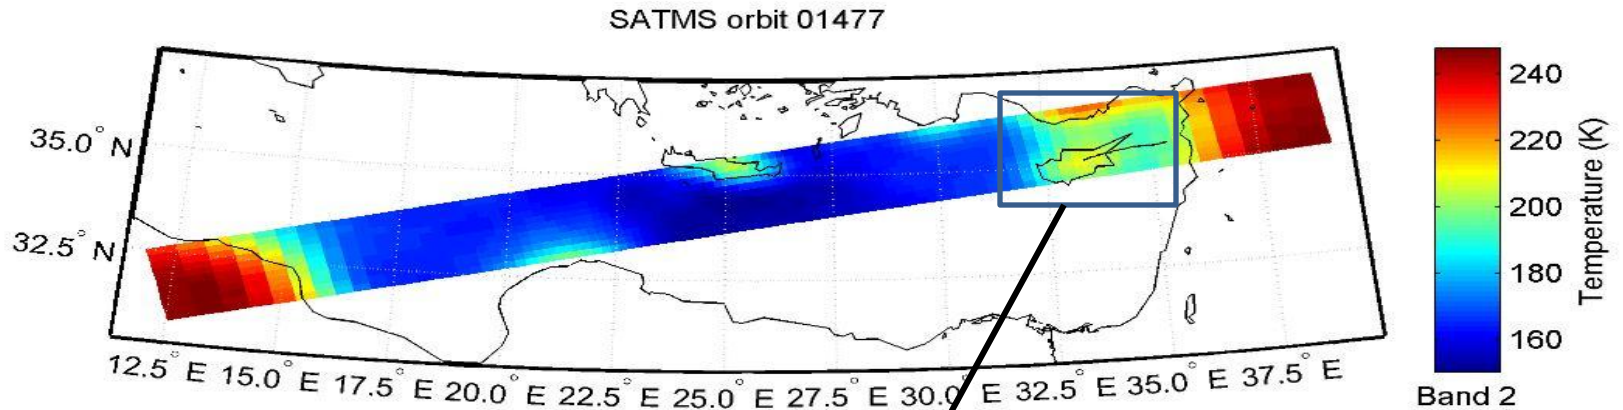 SATMS orbit 01477
35.0° N
32.5° N
12.5° E 15.0° E 17.5° E 20.0° E 22.5° E 25.0° E 27.5° E 30.0° E 32.5° E 35.0° E 37.5° E
240
220
200
180
160
Temperature (K)
Band 2